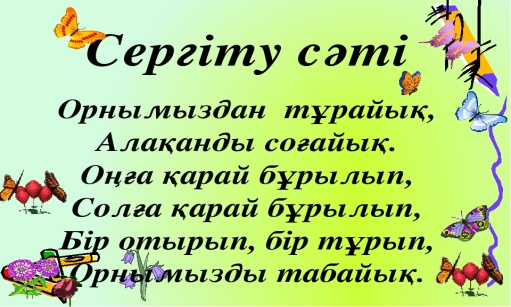 Сергіту сәті
Орнымыздан тұрайық,
Алақанды соғайық.
Оңға қарай бұрылып,
Солға қарай бұрылып,
Бір отырып, бір тұрып,
Орнымызды табайық.